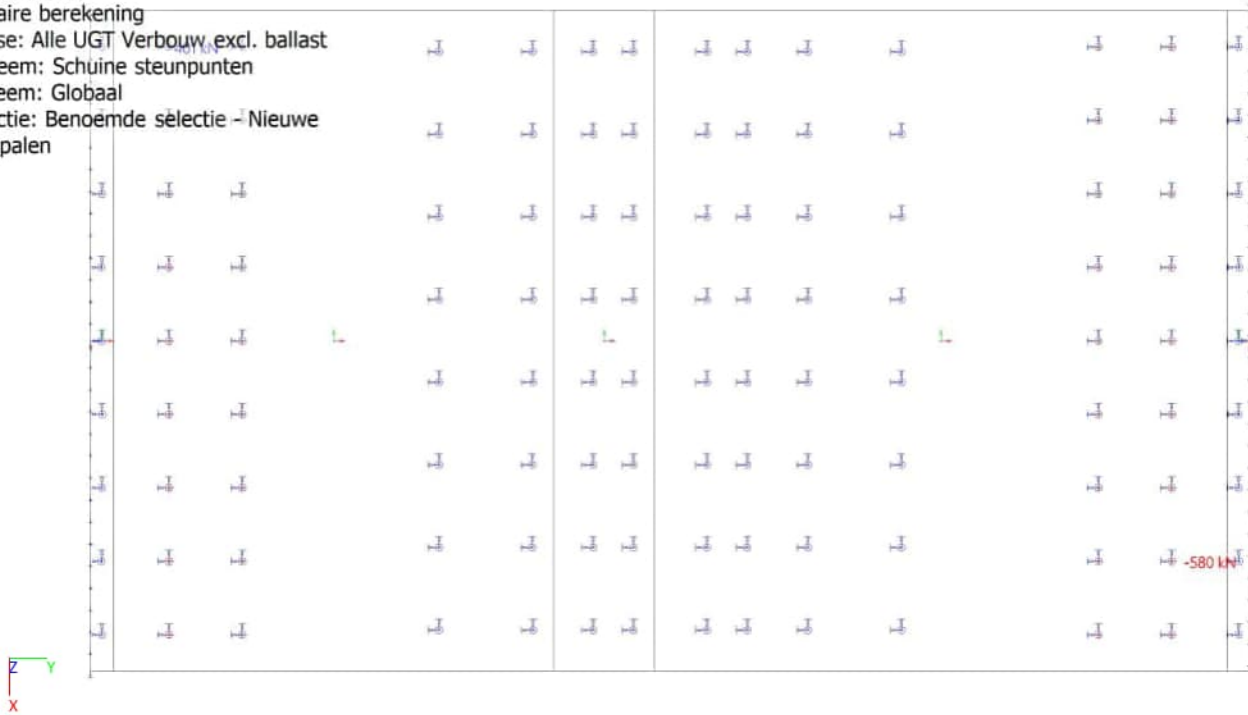 aire berekening
se: Alle UGT Verbouw excl. ballast
eem: Schuine steunpunten
eem: Globaal
ctie: Benoemde selectie - Nieuwe
palen
-580 kN
Z Y
X